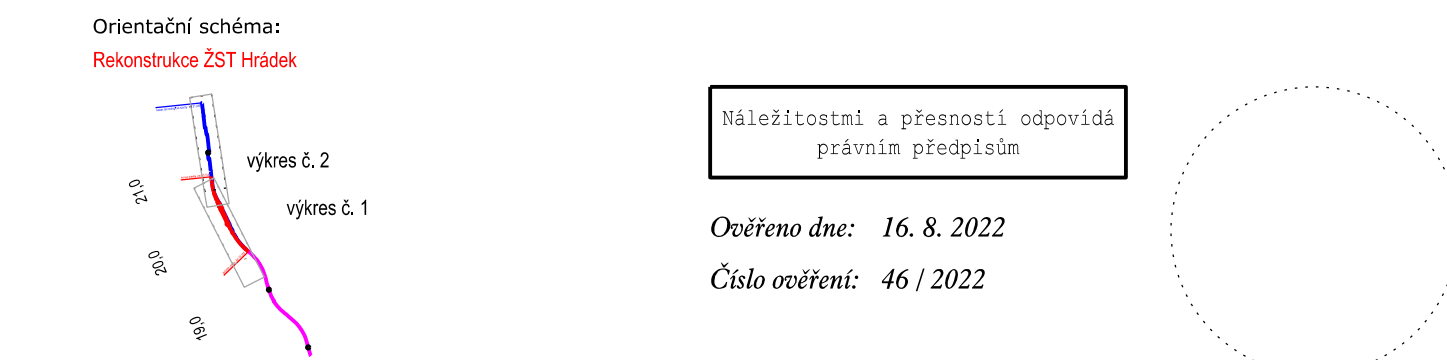 Orientační schéma:
Rekonstrukce ŽST Hrádek
výkres č. 2
výkres č. 1
21,0
20,0
19,0
Náležitostmi a přesností odpovídá
právním předpisům
Ověřeno dne: 16. 8. 2022
Číslo ověření: 46 / 2022